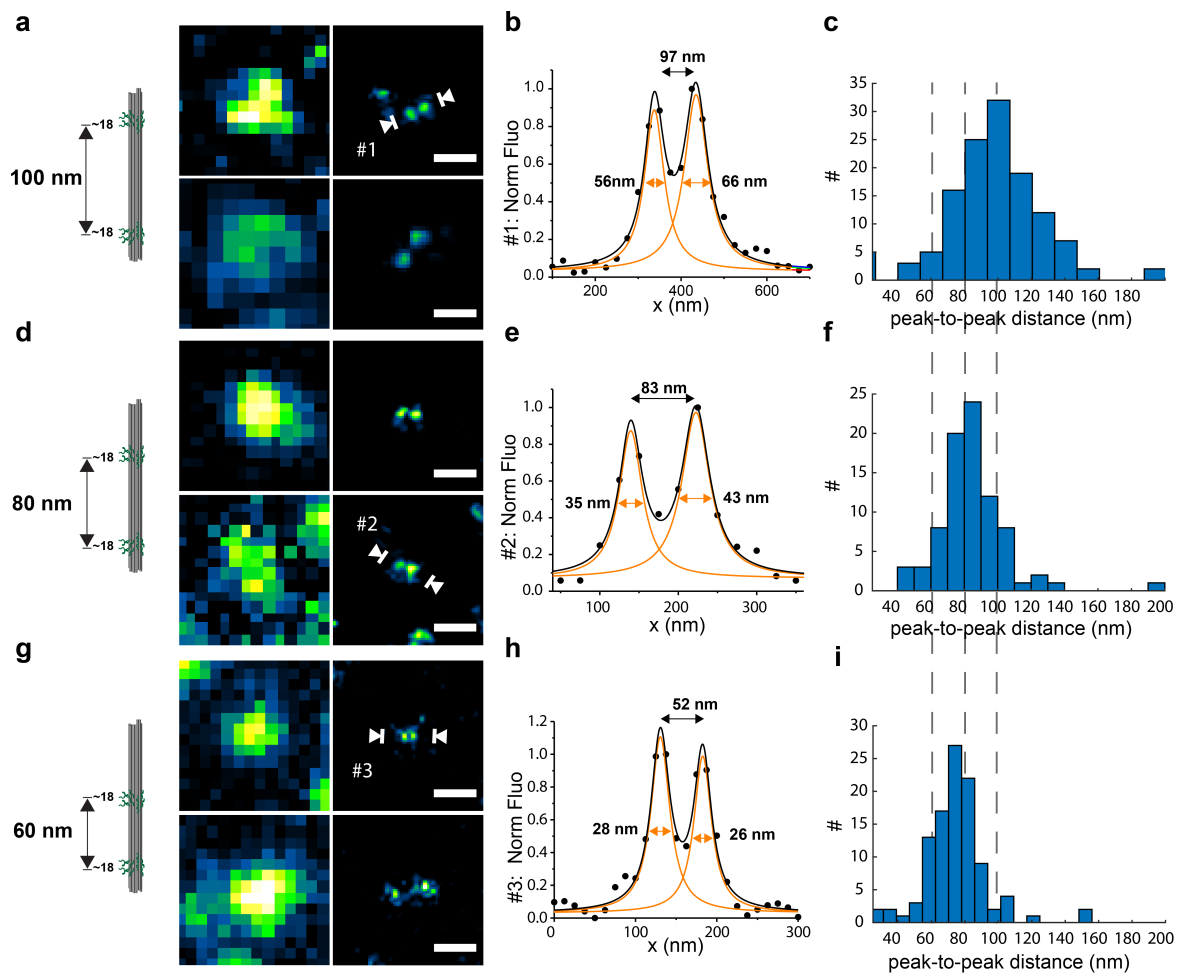 a
~18
100 nm
~18
#1
b
97 nm
#1: Norm Fluo
1.0
0.8
0.6
0.4
0.2
0.0
56nm
66 nm
200 400 600
x (nm)
c
#
35
30
25
20
15
10
5
0
40 60 80 100 120 140 160 180
peak-to-peak distance (nm)
d
~18
80 nm
~18
#2
e
83 nm
#2: Norm Fluo
1.0
0.8
0.6
0.4
0.2
0.0
35 nm
43 nm
100 200 300
x (nm)
f
#
25
20
15
10
5
0
40 60 80 100 120 140 160 180 200
peak-to-peak distance (nm)
g
~18
60 nm
~18
#3
h
52 nm
#3: Norm Fluo
1.2
1.0
0.8
0.6
0.4
0.2
0.0
28 nm
26 nm
0 100 200 300
x (nm)
i
#
30
25
20
15
10
5
0
40 60 80 100 120 140 160 180 200
peak-to-peak distance (nm)